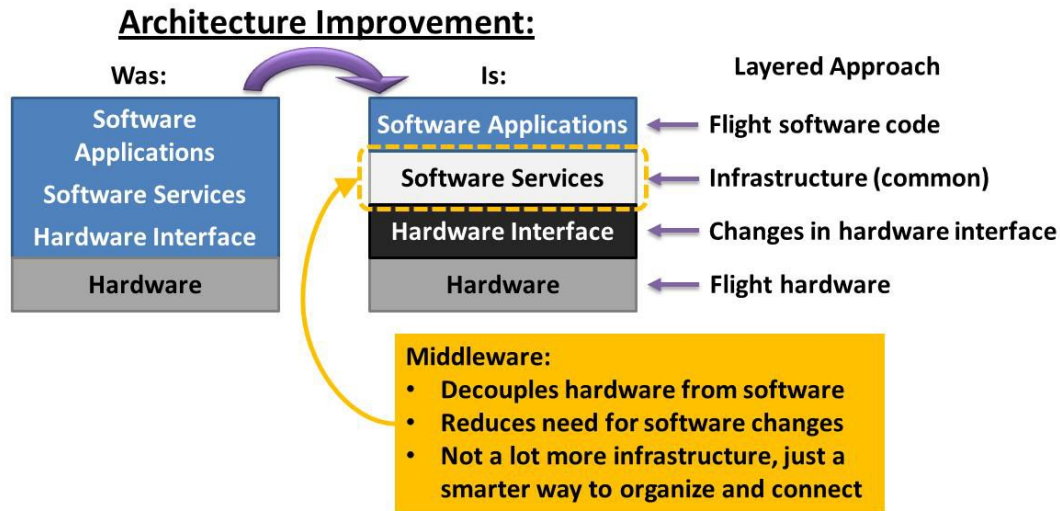 Architecture Improvement:
Was:
Software
Applications
Software Services
Hardware Interface
Hardware
Is:
Software Applications
Software Services
Hardware Interface
Hardware
Layered Approach
Flight software code
Infrastructure (common)
Changes in hardware interface
Flight hardware
Middleware:
• Decouples hardware from software
• Reduces need for software changes
• Not a lot more infrastructure, just a
smarter way to organize and connect